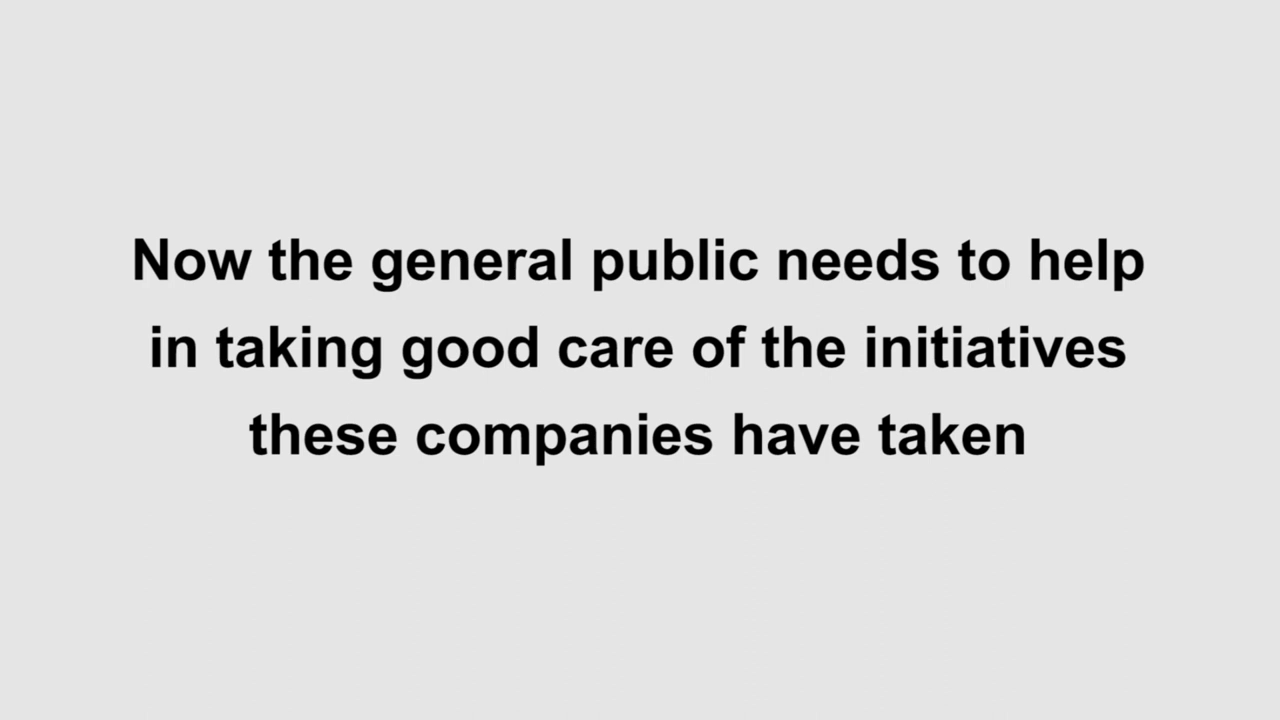 Now the general public needs to help
in taking good care of the initiatives
these companies have taken